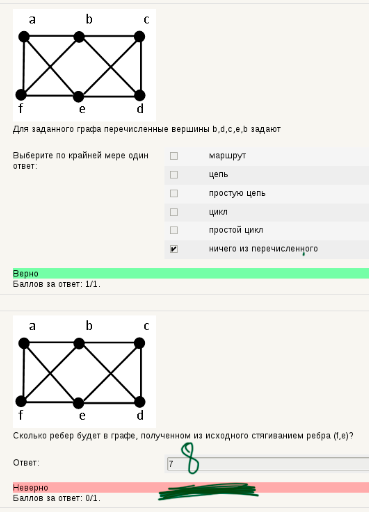 a b c
f e d
Для заданного графа перечисленные вершины b,d,c,e,b задают
Выберите по крайней мере один ответ:
маршрут
цепь
простую цепь
цикл
простой цикл
ничего из перечисленного
Верно
Баллов за ответ: 1/1.
a b c
f e d
Сколько ребер будет в графе, полученном из исходного стягиванием ребра (f,e)?
Ответ:
7 8
Неверно
Баллов за ответ: 0/1.